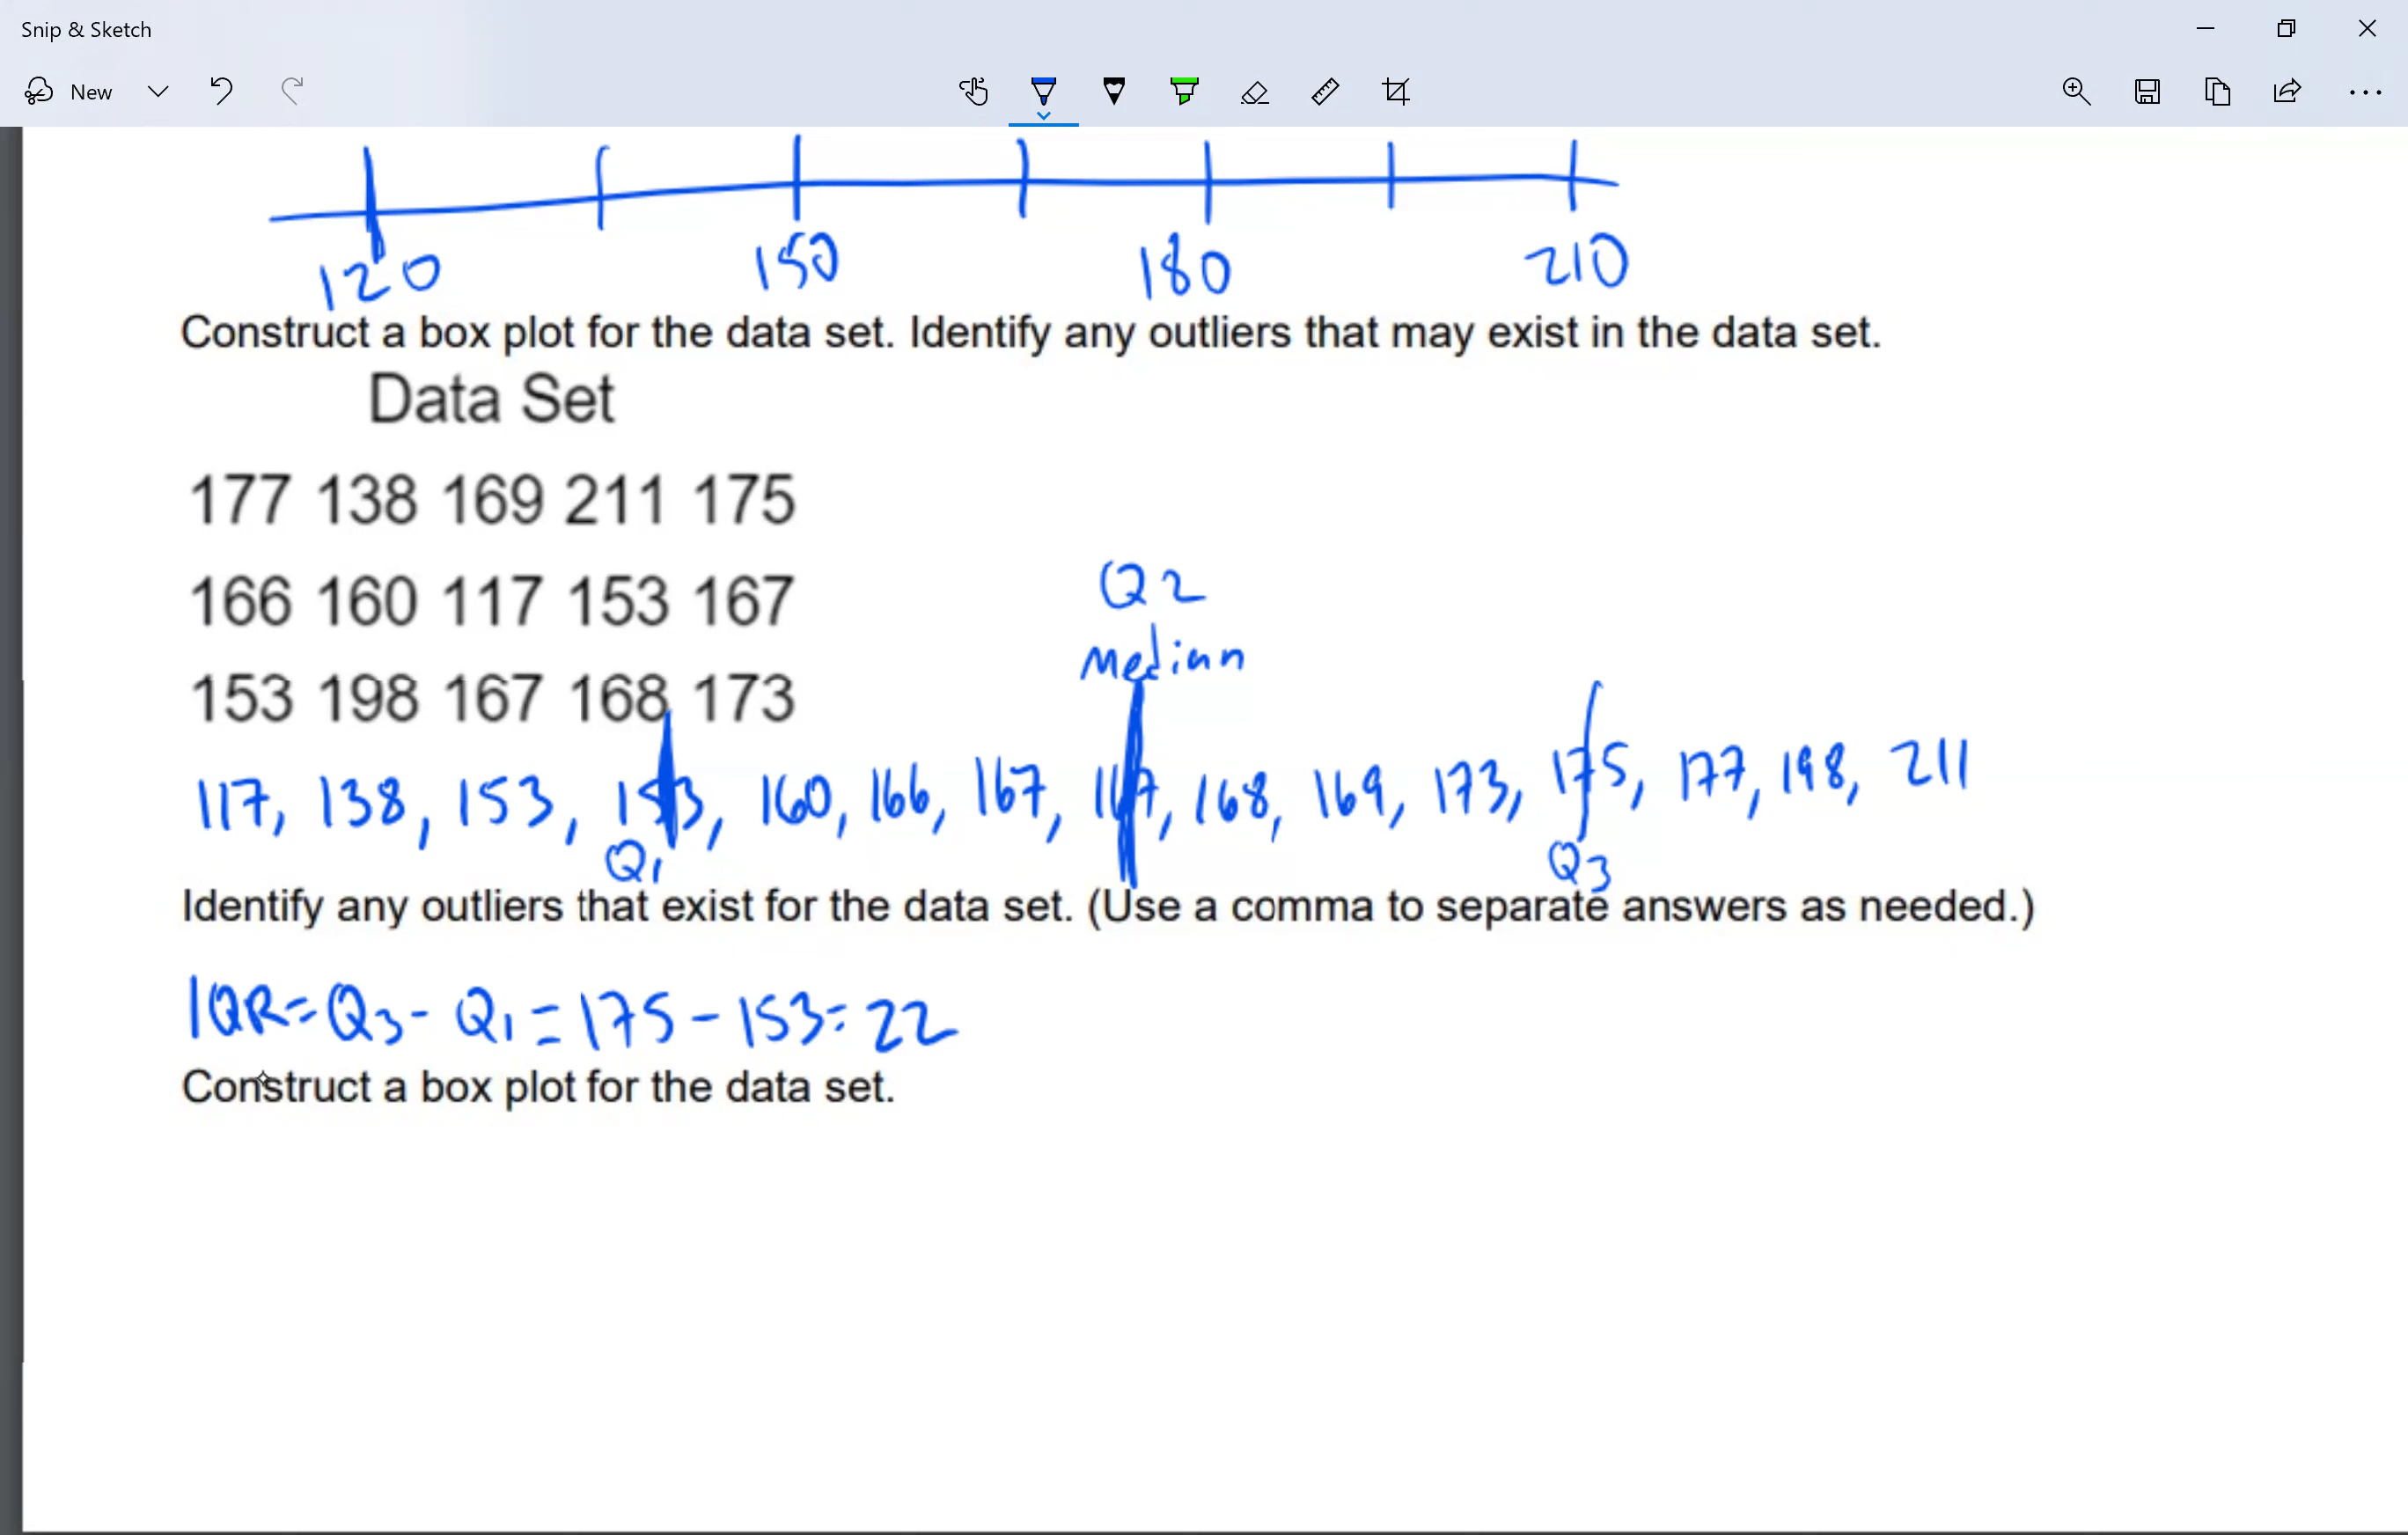 Snip & Sketch
New
120 150 180 210
Construct a box plot for the data set. Identify any outliers that may exist in the data set.
Data Set
177 138 169 211 175
166 160 117 153 167
153 198 167 168 173
Q2
Median
117, 138, 153, 153, 160, 166, 167, 167, 168, 169, 173, 175, 177, 198, 211
Q1 Q3
Identify any outliers that exist for the data set. (Use a comma to separate answers as needed.)
IQR = Q3 - Q1 = 175 - 153 = 22
Construct a box plot for the data set.